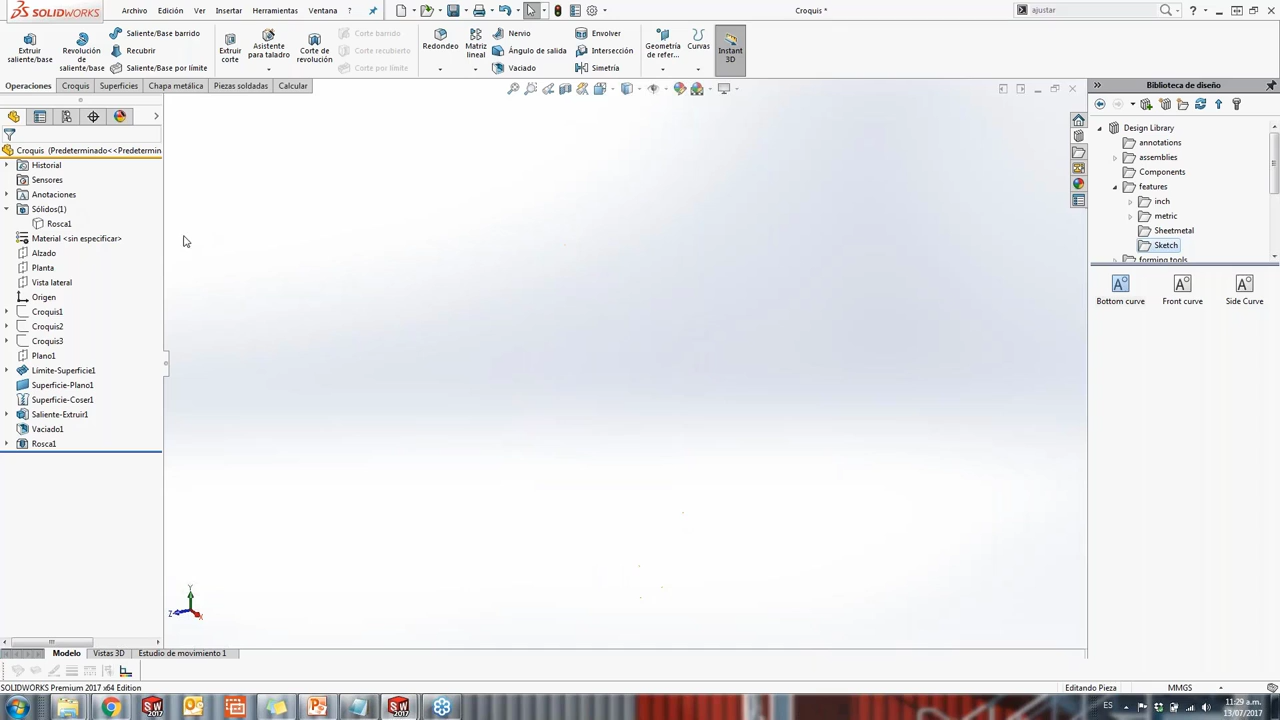 SOLIDWORKS
Archivo Edición Ver Insertar Herramientas Ventana ?
Croquis *
ajustar
Extruir saliente/base
Revolución de saliente/base
Saliente/Base barrido
Recubrir
Saliente/Base por límite
Extruir corte
Asistente para taladro
Corte de revolución
Corte barrido
Corte recubierto
Corte por límite
Redondeo
Matriz lineal
Nervio
Ángulo de salida
Vaciado
Envolver
Intersección
Simetría
Geometría de refer...
Curvas
Instant 3D
Operaciones Croquis Superficies Chapa metálica Piezas soldadas Calcular
Croquis (Predeterminado<<Predetermin
Historial
Sensores
Anotaciones
Sólidos(1)
Rosca1
Material <sin especificar>
Alzado
Planta
Vista lateral
Origen
Croquis1
Croquis2
Croquis3
Plano1
Límite-Superficie1
Superficie-Plano1
Superficie-Coser1
Saliente-Extruir1
Vaciado1
Rosca1
Y
Z
X
Biblioteca de diseño
Design Library
annotations
assemblies
Components
features
inch
metric
Sheetmetal
Sketch
forming tools
Bottom curve Front curve Side Curve
Modelo Vistas 3D Estudio de movimiento 1
SOLIDWORKS Premium 2017 x64 Edition
Editando Pieza
MMGS
ES
11:29 a.m.
13/07/2017